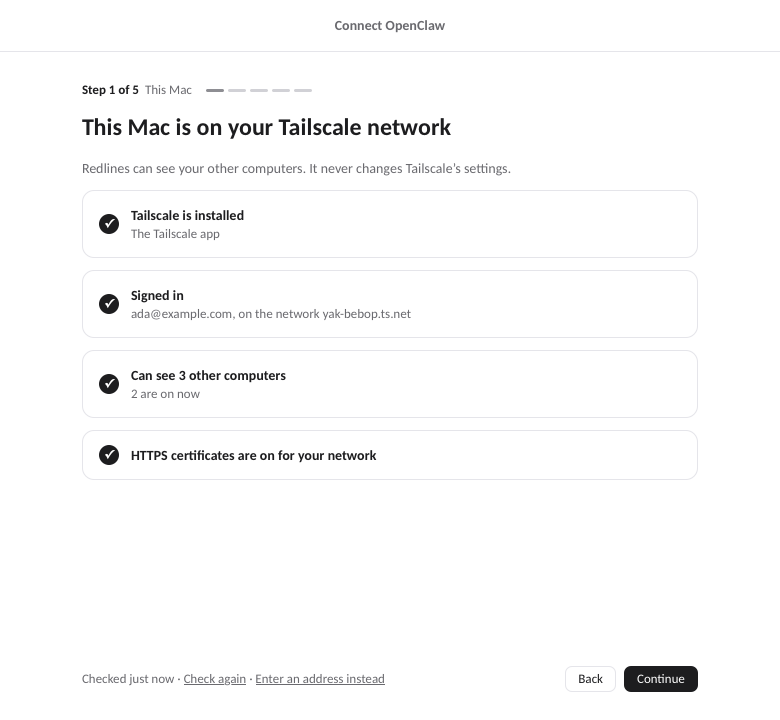 Connect OpenClaw
Step 1 of 5 This Mac
This Mac is on your Tailscale network
Redlines can see your other computers. It never changes Tailscale’s settings.
Tailscale is installed
The Tailscale app
Signed in
ada@example.com, on the network yak-bebop.ts.net
Can see 3 other computers
2 are on now
HTTPS certificates are on for your network
Checked just now · Check again · Enter an address instead
Back
Continue